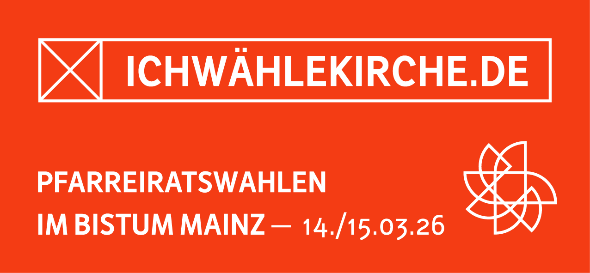 ICHWÄHLEKIRCHE.DE
PFARREIRATSWAHLEN
IM BISTUM MAINZ — 14./15.03.26